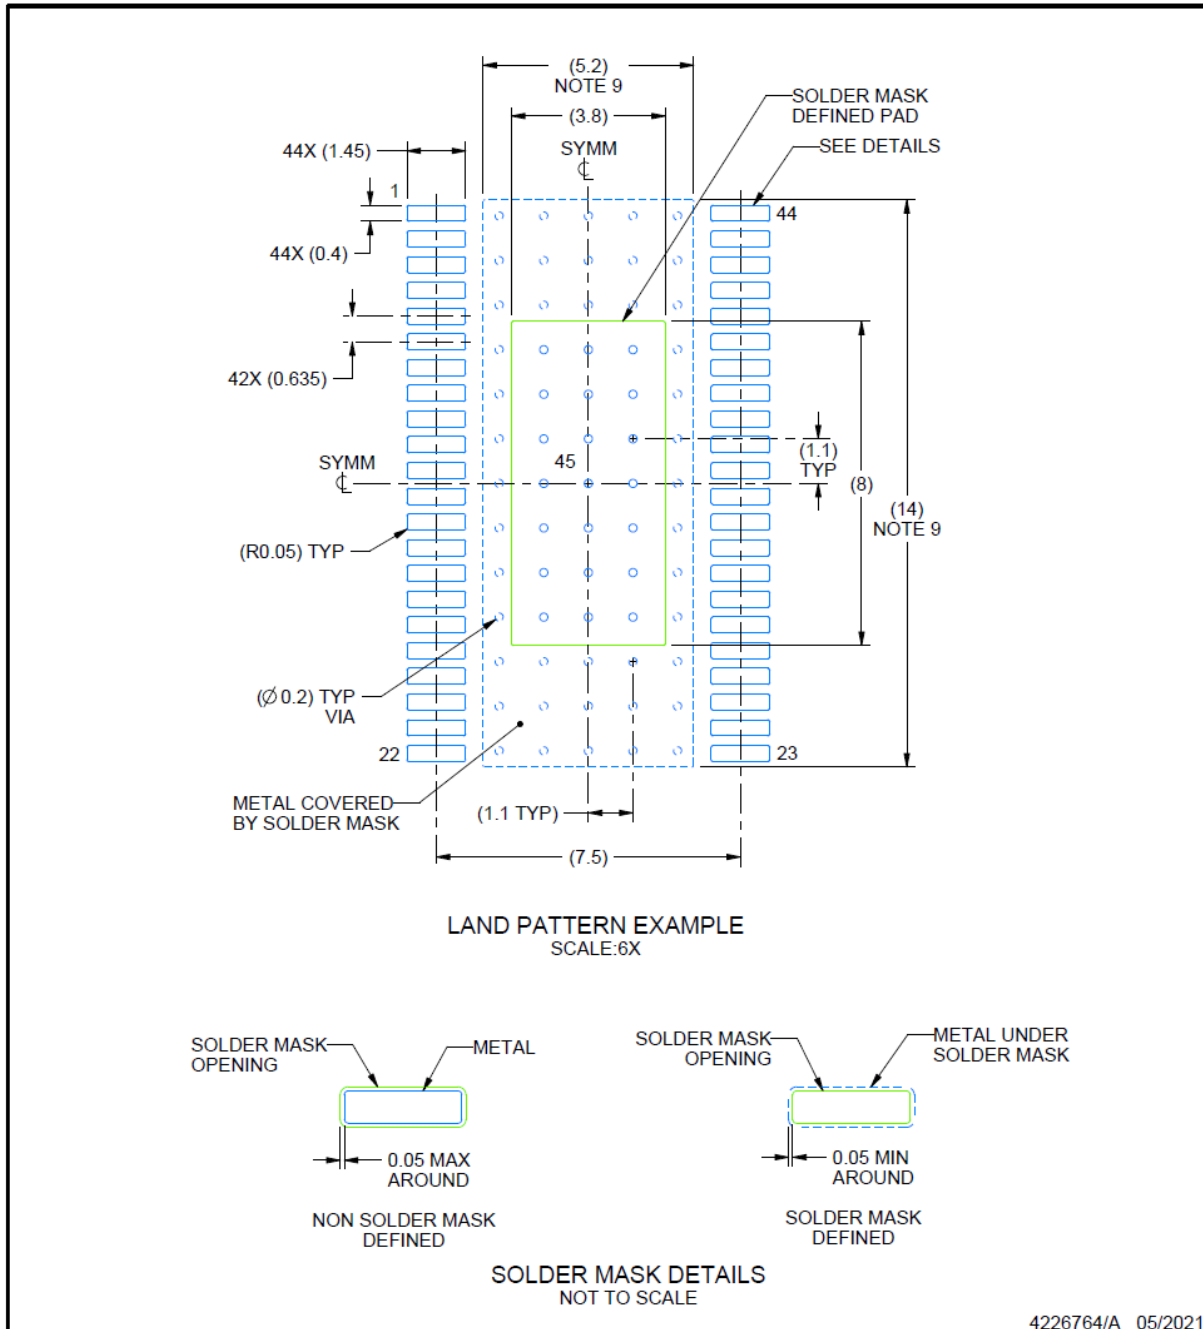 (5.2)
NOTE 9
SOLDER MASK
DEFINED PAD
(3.8)
44X (1.45)
SYMM
SEE DETAILS
1
44
44X (0.4)
42X (0.635)
(1.1)
TYP
SYMM
45
(8)
(14)
NOTE 9
(R0.05) TYP
(Ø 0.2) TYP
VIA
22
23
METAL COVERED
BY SOLDER MASK
(1.1 TYP)
(7.5)
LAND PATTERN EXAMPLE
SCALE:6X
SOLDER MASK
OPENING
METAL
SOLDER MASK
OPENING
METAL UNDER
SOLDER MASK
0.05 MAX
AROUND
0.05 MIN
AROUND
NON SOLDER MASK
DEFINED
SOLDER MASK
DEFINED
SOLDER MASK DETAILS
NOT TO SCALE
4226764/A 05/2021